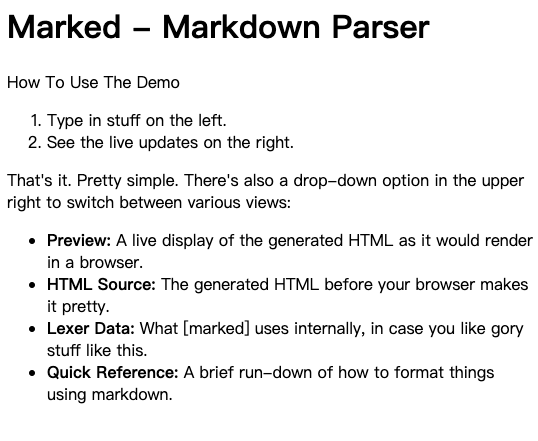 Marked – Markdown Parser
How To Use The Demo
1. Type in stuff on the left.
2. See the live updates on the right.
That's it. Pretty simple. There's also a drop-down option in the upper
right to switch between various views:
• Preview: A live display of the generated HTML as it would render
in a browser.
• HTML Source: The generated HTML before your browser makes
it pretty.
• Lexer Data: What [marked] uses internally, in case you like gory
stuff like this.
• Quick Reference: A brief run-down of how to format things
using markdown.